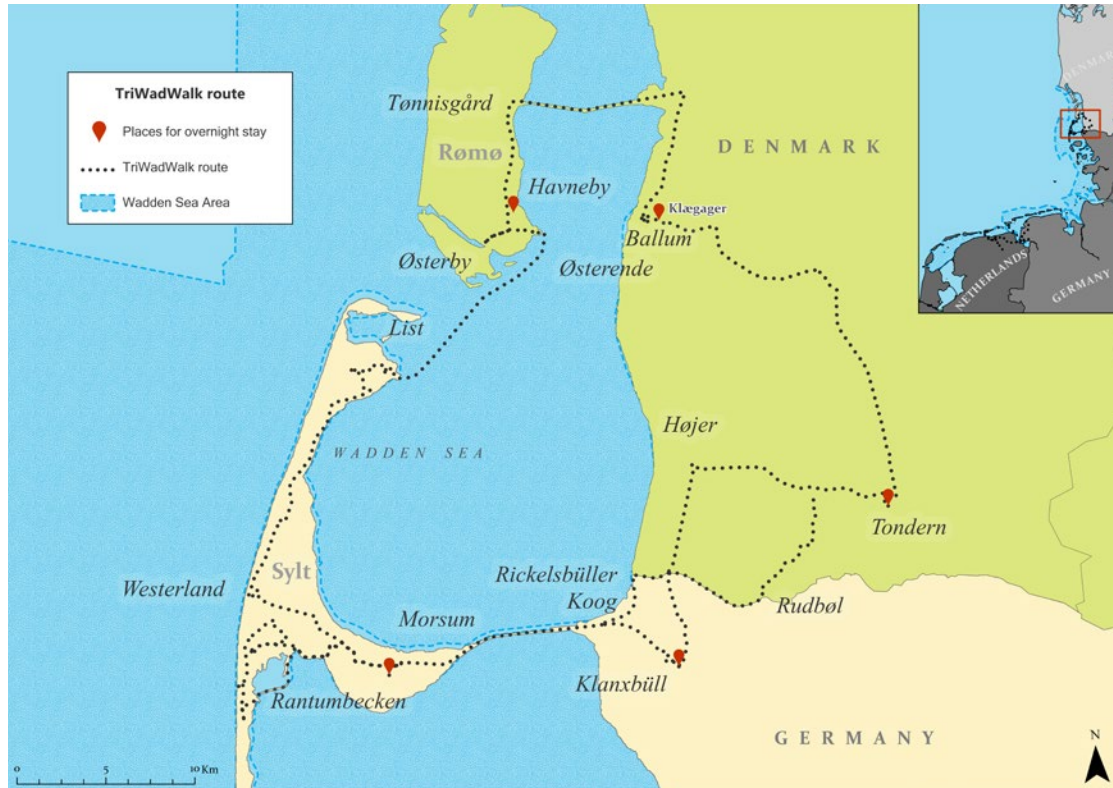 TriWadWalk route
Places for overnight stay
TriWadWalk route
Wadden Sea Area
Tønnisgård
Rømø
Havneby
Østerby
DENMARK
Klægager
Ballum
Østerende
List
WADDEN SEA
Højer
Tondern
Sylt
Westerland
Rickelsbüller
Koog
Rudbøl
Morsum
Rantumbecken
Klanxbüll
GERMANY
0 5 10 Km
N
DENMARK
NETHERLANDS
GERMANY